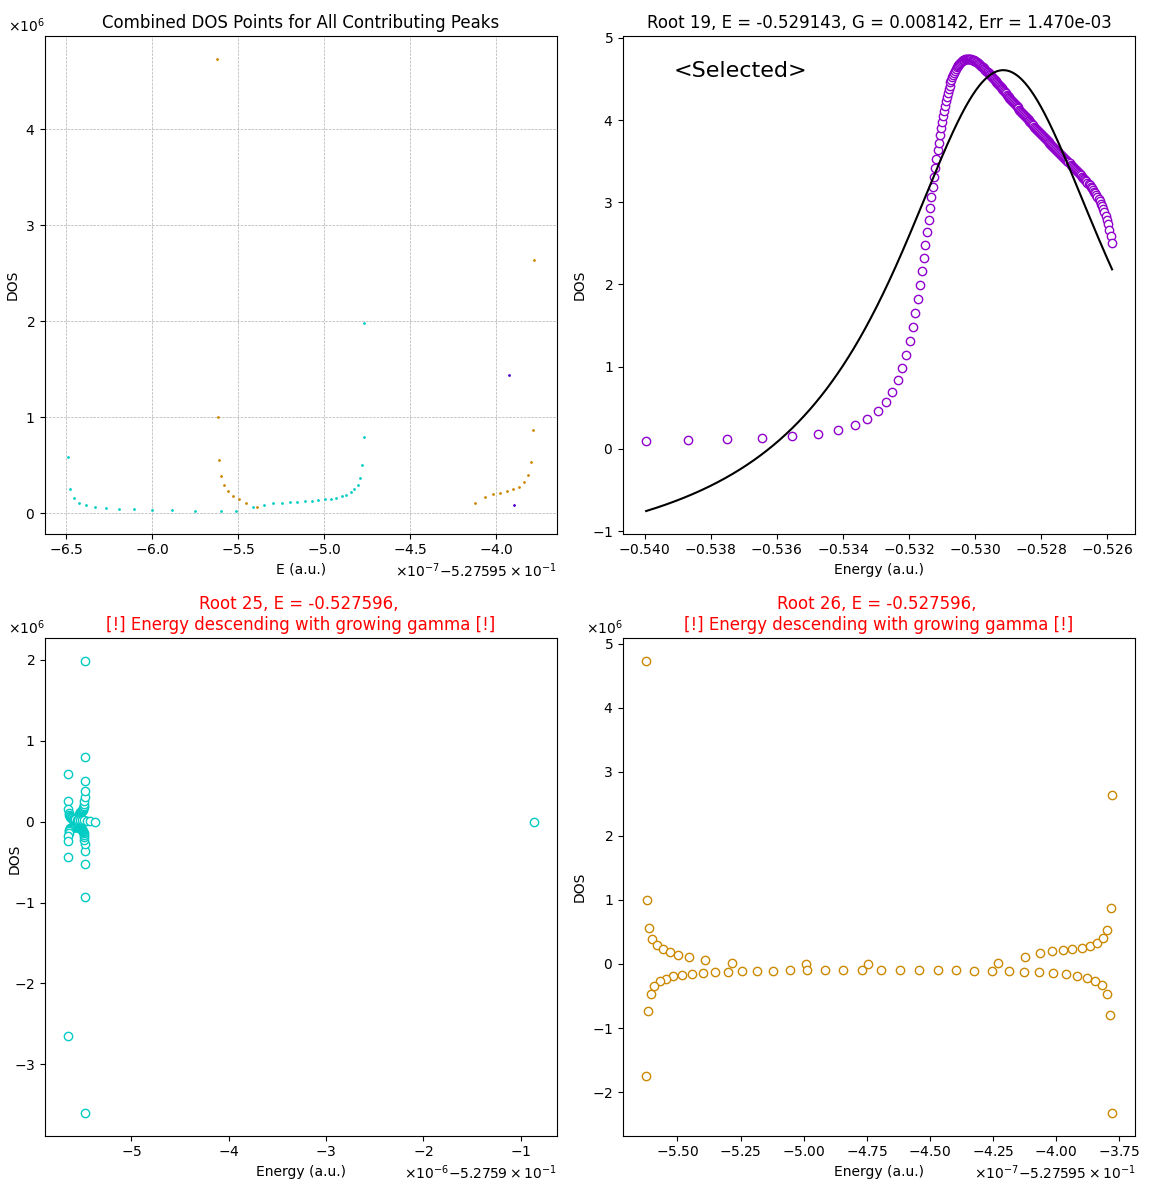 Combined DOS Points for All Contributing Peaks
×10⁶
DOS
4
3
2
1
0
−6.5 −6.0 −5.5 −5.0 −4.5 −4.0
E (a.u.)
×10⁻⁷−5.27595 × 10⁻¹
Root 19, E = -0.529143, G = 0.008142, Err = 1.470e-03
<Selected>
DOS
5
4
3
2
1
0
−1
−0.540 −0.538 −0.536 −0.534 −0.532 −0.530 −0.528 −0.526
Energy (a.u.)
Root 25, E = -0.527596,
[!] Energy descending with growing gamma [!]
×10⁶
DOS
2
1
0
−1
−2
−3
−5 −4 −3 −2 −1
Energy (a.u.)
×10⁻⁶−5.2759 × 10⁻¹
Root 26, E = -0.527596,
[!] Energy descending with growing gamma [!]
×10⁶
DOS
5
4
3
2
1
0
−1
−2
−5.50 −5.25 −5.00 −4.75 −4.50 −4.25 −4.00 −3.75
Energy (a.u.)
×10⁻⁷−5.27595 × 10⁻¹